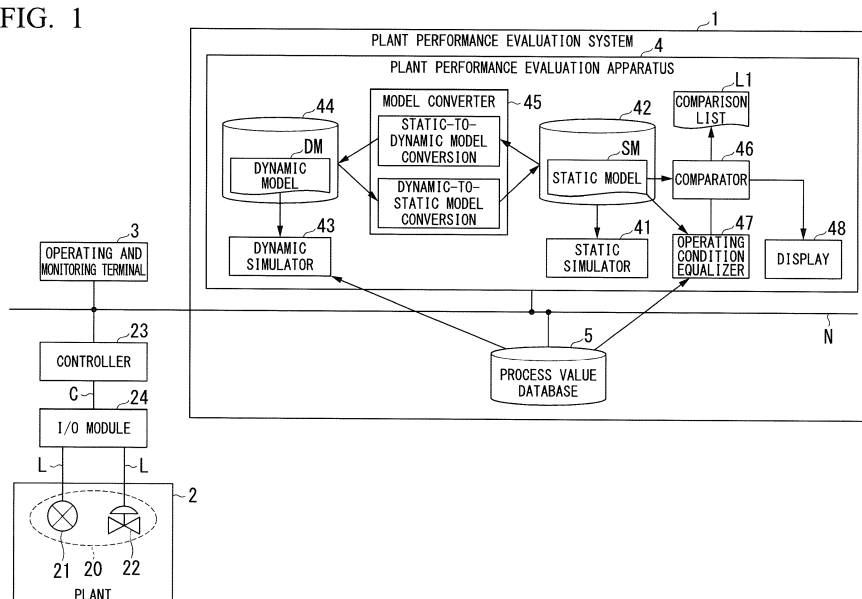 FIG. 1
1
PLANT PERFORMANCE EVALUATION SYSTEM
4
PLANT PERFORMANCE EVALUATION APPARATUS
44
DM
DYNAMIC
MODEL
MODEL CONVERTER
45
STATIC-TO-
DYNAMIC MODEL
CONVERSION
DYNAMIC-TO-
STATIC MODEL
CONVERSION
42
SM
STATIC MODEL
L1
COMPARISON
LIST
46
COMPARATOR
43
DYNAMIC
SIMULATOR
41
STATIC
SIMULATOR
47
OPERATING
CONDITION
EQUALIZER
48
DISPLAY
3
OPERATING AND
MONITORING TERMINAL
N
5
PROCESS VALUE
DATABASE
23
CONTROLLER
C
24
I/O MODULE
L
L
2
21
20
22
PLANT